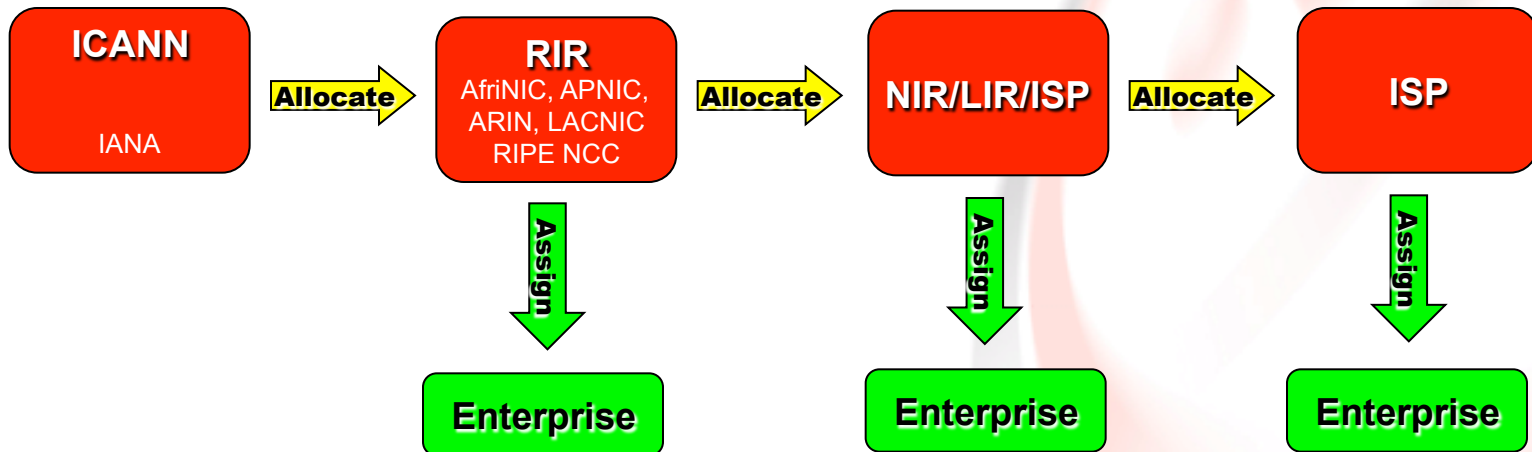 ICANN
IANA
Allocate
RIR
AfriNIC, APNIC,
ARIN, LACNIC
RIPE NCC
Allocate
NIR/LIR/ISP
Allocate
ISP
Assign
Assign
Assign
Enterprise
Enterprise
Enterprise